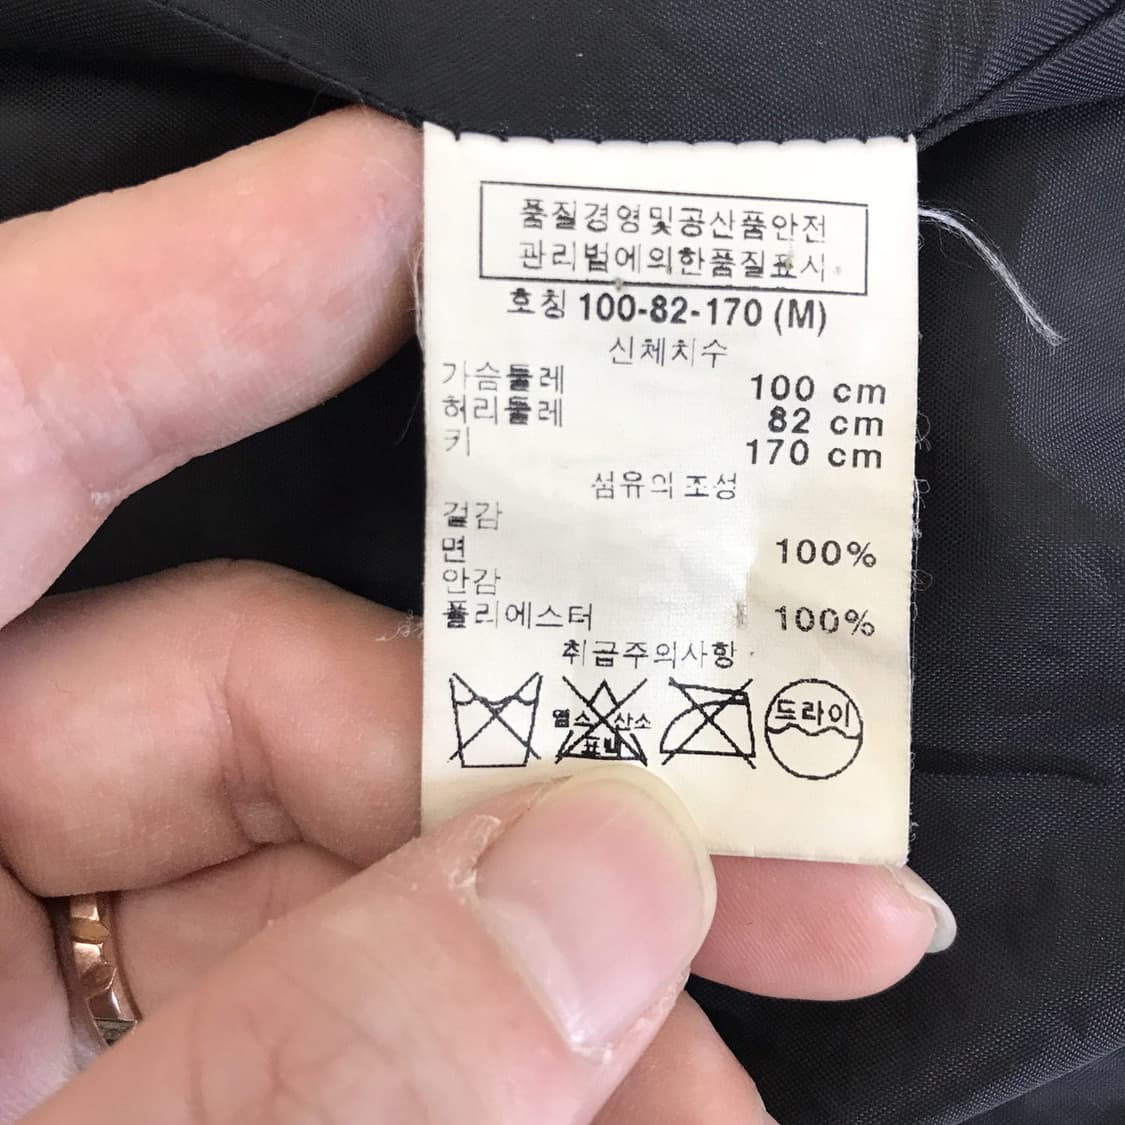 품질경영및공산품안전
관리법에의한품질표시
호칭 100-82-170 (M)
신체치수
가슴둘레 100 cm
허리둘레 82 cm
키 170 cm
섬유의 조성
겉감
면 100%
안감
폴리에스터 100%
취급주의사항
염소 산소
표백
드라이